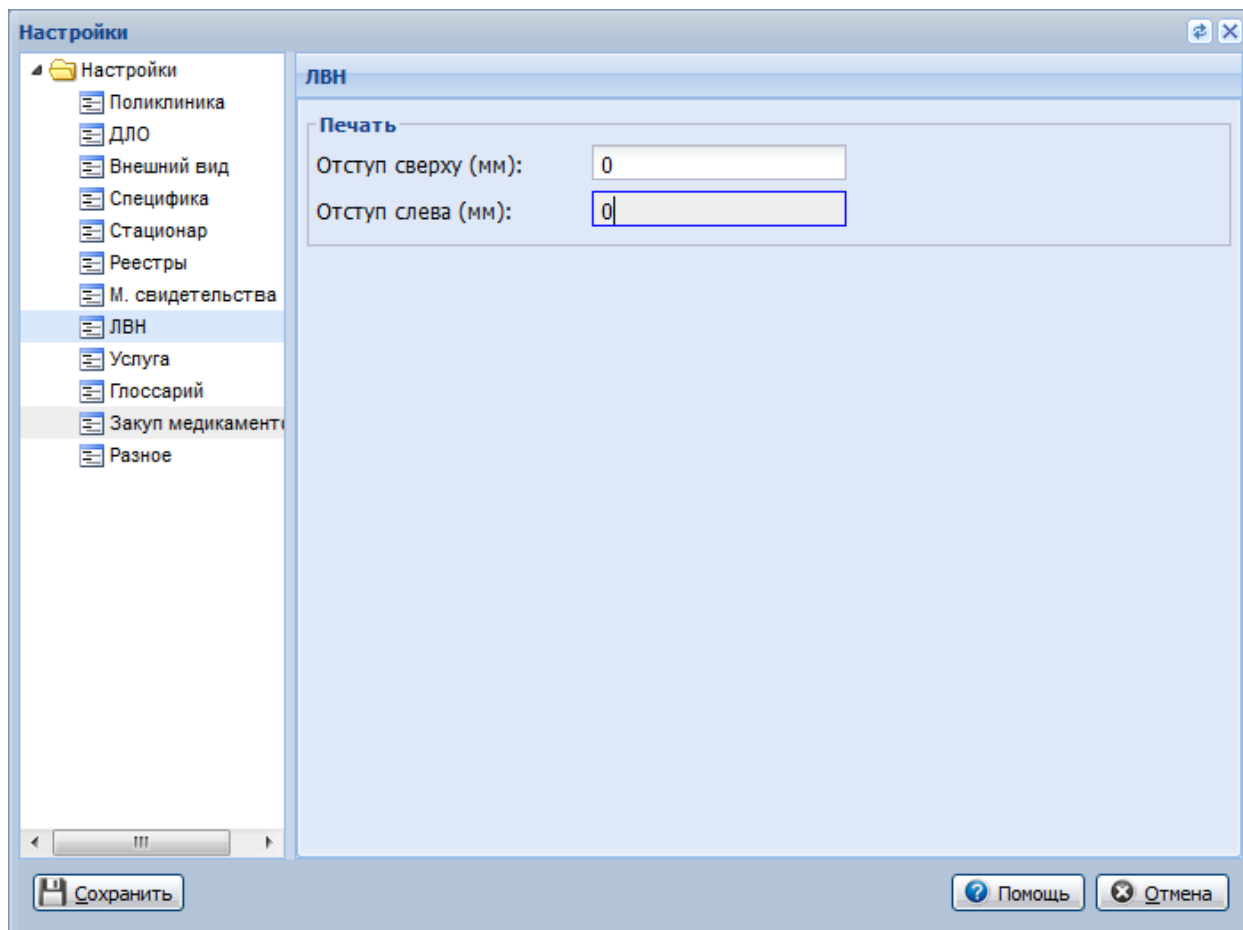 Настройки
Настройки
Поликлиника
ДЛО
Внешний вид
Специфика
Стационар
Реестры
М. свидетельства
ЛВН
Услуга
Глоссарий
Закуп медикаменто
Разное
ЛВН
Печать
Отступ сверху (мм): 0
Отступ слева (мм): 0
Сохранить
Помощь
Отмена